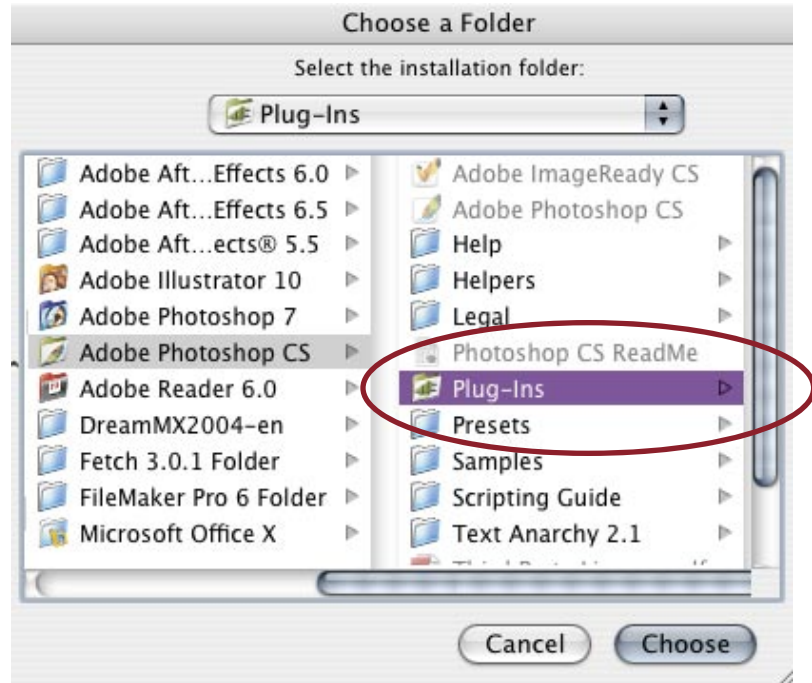 Choose a Folder
Select the installation folder:
Plug-Ins
Adobe Aft...Effects 6.0
Adobe Aft...Effects 6.5
Adobe Aft...ects® 5.5
Adobe Illustrator 10
Adobe Photoshop 7
Adobe Photoshop CS
Adobe Reader 6.0
DreamMX2004-en
Fetch 3.0.1 Folder
FileMaker Pro 6 Folder
Microsoft Office X
Adobe ImageReady CS
Adobe Photoshop CS
Help
Helpers
Legal
Photoshop CS ReadMe
Plug-Ins
Presets
Samples
Scripting Guide
Text Anarchy 2.1
Cancel
Choose